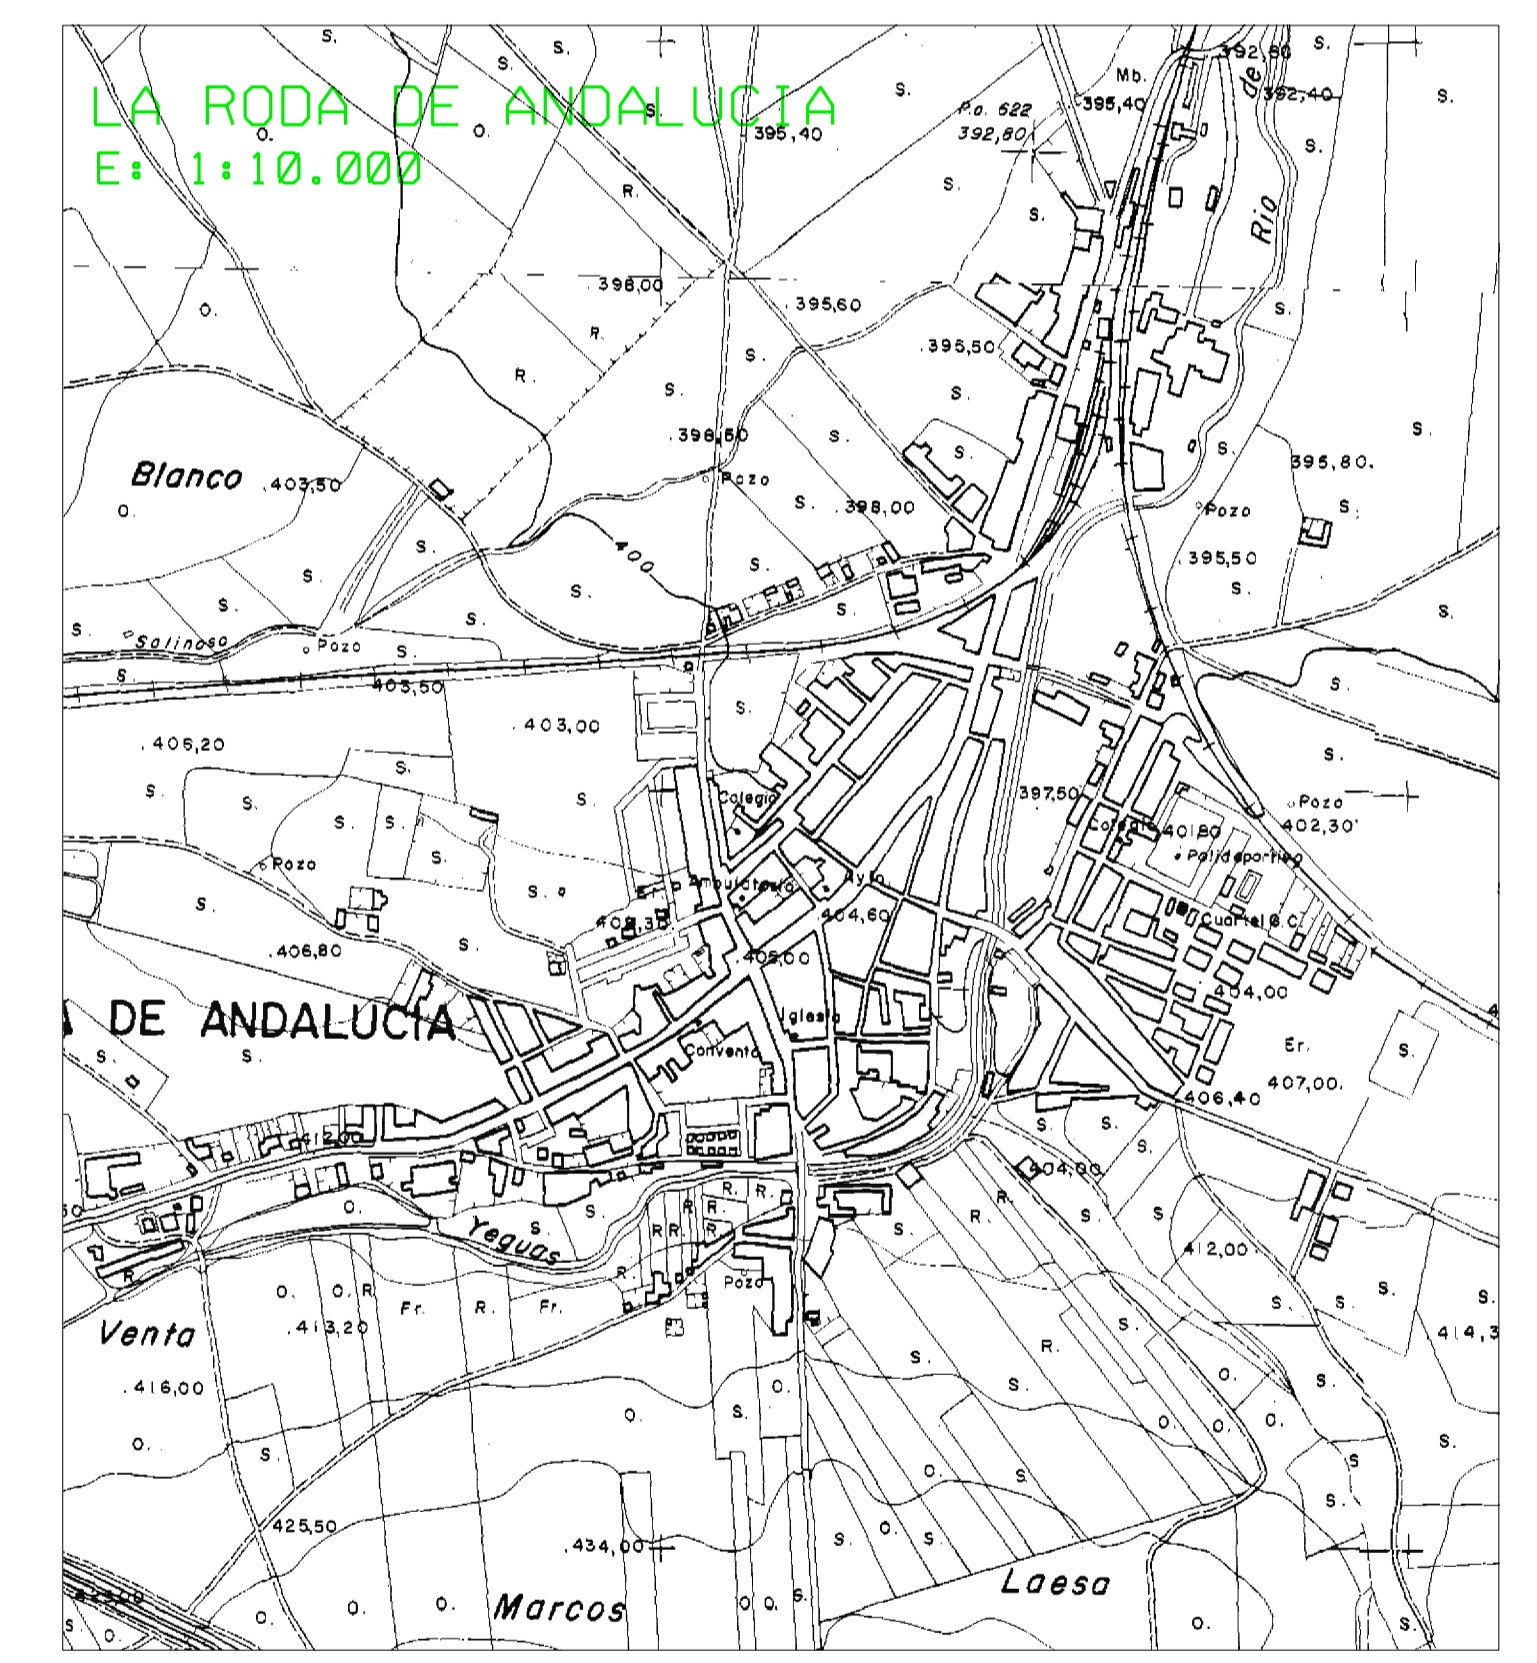 LA RODA DE ANDALUCIA
E: 1:10.000
S.
S.
S.
S.
392,80
de
Mb.
395,40
392,40
S.
S.
S.
P.a. 622
392,80
O.
O.
395,40
S.
S.
R.
S.
Rio
398,00
395,60
O.
S.
R.
395,50
S.
R.
S.
S.
398,50
S.
S.
S.
S.
Blanco
403,50
Pozo
395,80.
O.
S.
398,00
Pozo
S.
S.
400
S.
395,50
S.
S.
S.
S.
S.
S.
S.
S.
Salinoso
Pozo
S.
S.
403,50
S.
S.
403,00
406,20
S.
S.
S.
S.
S.
Colegio
397,50
Pozo
S.
S.
Colegio
401,80
402,30
Pozo
S.
Polideportivo
S.
S.
Ambulatorio
Ayto.
404,60
Cuartel G.C.
406,80
S.
405,00
404,00
DE ANDALUCIA
Iglesia
S.
S.
Convento
Er.
S.
407,00.
406,40
412,00
S.
S.
S.
404,00
R.
R.
O.
R.
R.
R.
S.
S.
S.
S.
Yeguas
S.
R.
R.
R.
R.
412,00
R.
R.
Pozo
O.
O.
R.
Fr.
R.
Fr.
S.
S.
S.
S.
413,20
Venta
S.
R.
414,3
S.
416,00
O.
S.
O.
S.
O.
S.
O.
O.
O.
O.
S.
S.
S.
O.
S.
S.
425,50
434,00
S.
O.
S.
Laesa
Marcos
O.
O.
O.
O.
O.
S.
S.
O.
O.
S.